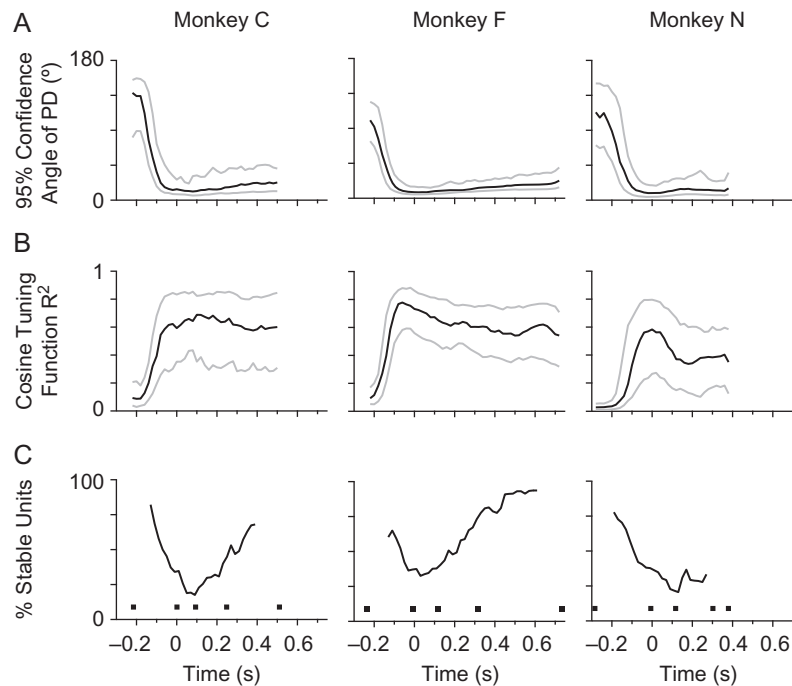 A
Monkey C
Monkey F
Monkey N
95% Confidence
Angle of PD (º)
180
0
B
Cosine Tuning
Function R²
1
0
C
% Stable Units
100
0
–0.2 0 0.2 0.4 0.6
–0.2 0 0.2 0.4 0.6
–0.2 0 0.2 0.4 0.6
Time (s)
Time (s)
Time (s)